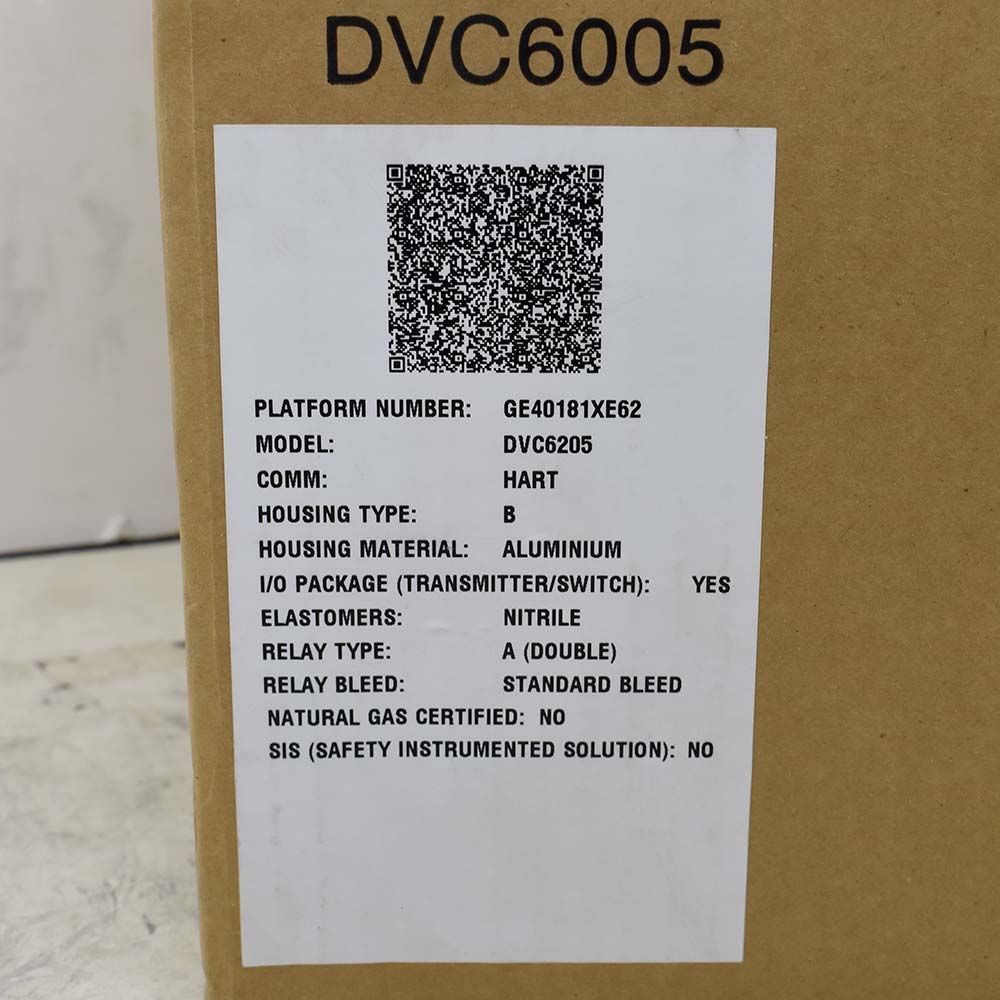 DVC6005
PLATFORM NUMBER: GE40181XE62
MODEL: DVC6205
COMM: HART
HOUSING TYPE: B
HOUSING MATERIAL: ALUMINIUM
I/O PACKAGE (TRANSMITTER/SWITCH): YES
ELASTOMERS: NITRILE
RELAY TYPE: A (DOUBLE)
RELAY BLEED: STANDARD BLEED
NATURAL GAS CERTIFIED: NO
SIS (SAFETY INSTRUMENTED SOLUTION): NO